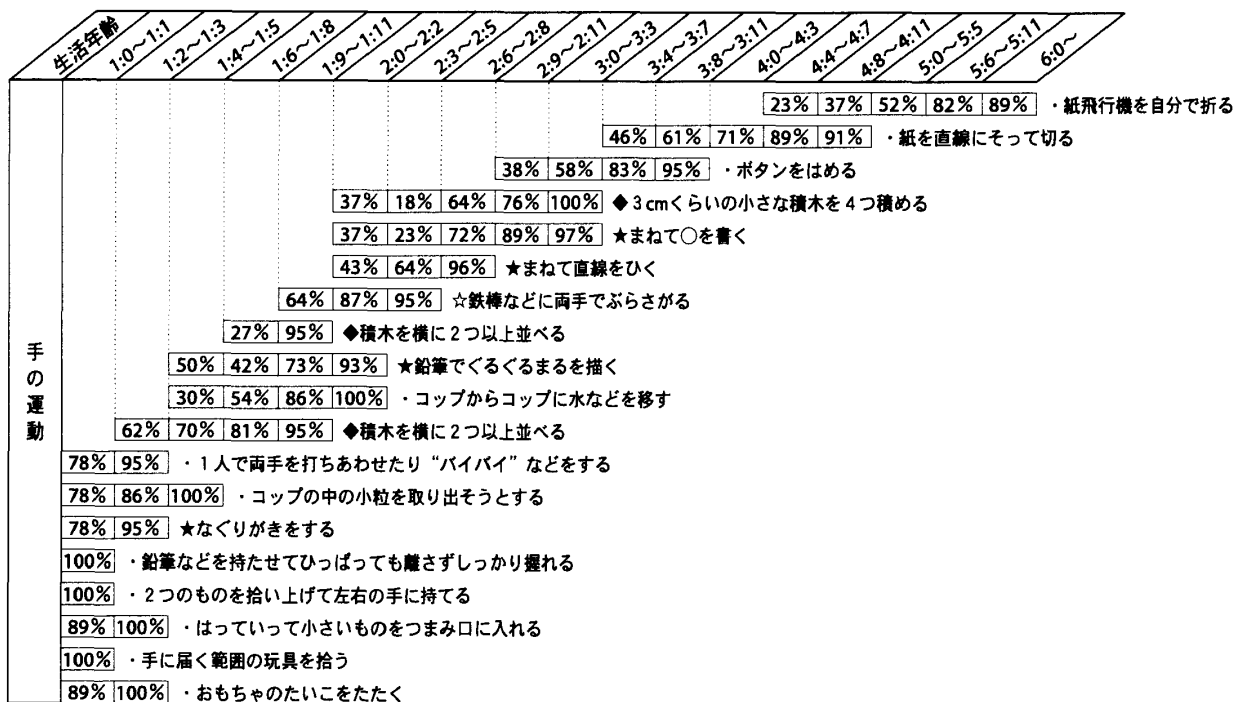 生活年齢 1:0〜1:1 1:2〜1:3 1:4〜1:5 1:6〜1:8 1:9〜1:11 2:0〜2:2 2:3〜2:5 2:6〜2:8 2:9〜2:11 3:0〜3:3 3:4〜3:7 3:8〜3:11 4:0〜4:3 4:4〜4:7 4:8〜4:11 5:0〜5:5 5:6〜5:11 6:0〜
手の運動
23% 37% 52% 82% 89% ・紙飛行機を自分で折る
46% 61% 71% 89% 91% ・紙を直線にそって切る
38% 58% 83% 95% ・ボタンをはめる
37% 18% 64% 76% 100% ◆3cmくらいの小さな積木を4つ積める
37% 23% 72% 89% 97% ★まねて○を書く
43% 64% 96% ★まねて直線をひく
64% 87% 95% ☆鉄棒などに両手でぶらさがる
27% 95% ◆積木を横に2つ以上並べる
50% 42% 73% 93% ★鉛筆でぐるぐるまるを描く
30% 54% 86% 100% ・コップからコップに水などを移す
62% 70% 81% 95% ◆積木を横に2つ以上並べる
78% 95% ・1人で両手を打ちあわせたり“バイバイ”などをする
78% 86% 100% ・コップの中の小粒を取り出そうとする
78% 95% ★なぐりがきをする
100% ・鉛筆などを持たせてひっぱっても離さずしっかり握れる
100% ・2つのものを拾い上げて左右の手に持てる
89% 100% ・はっていって小さいものをつまみ口に入れる
100% ・手に届く範囲の玩具を拾う
89% 100% ・おもちゃのたいこをたたく